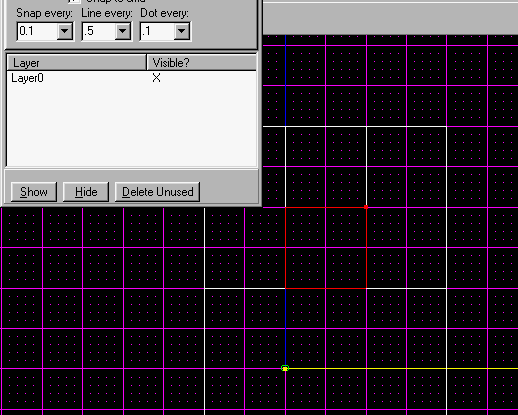 Snap to Grid
Snap every: Line every: Dot every:
0.1 .5 .1
Layer Visible?
Layer0 X
Show Hide Delete Unused